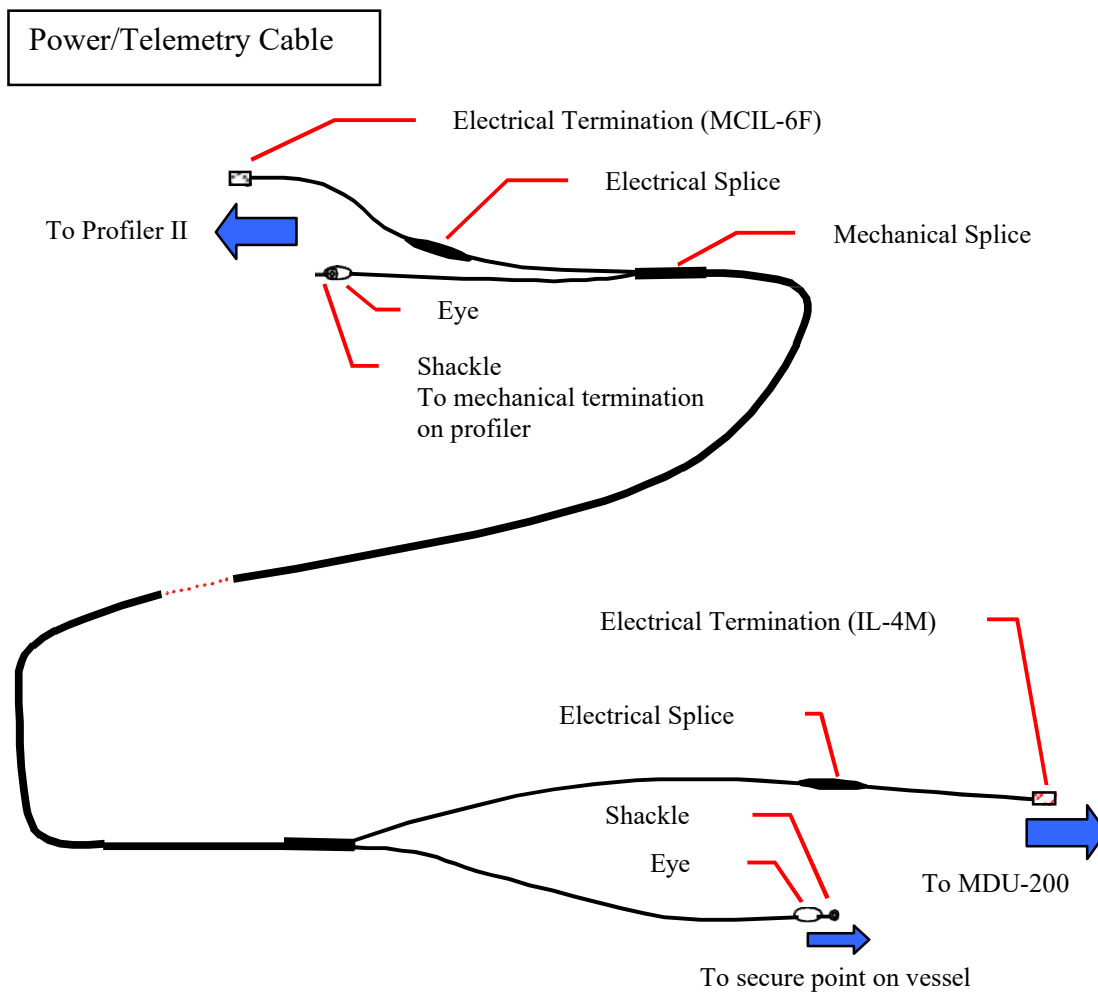 Power/Telemetry Cable
Electrical Termination (MCIL-6F)
Electrical Splice
To Profiler II
Mechanical Splice
Eye
Shackle
To mechanical termination
on profiler
Electrical Termination (IL-4M)
Electrical Splice
Shackle
Eye
To MDU-200
To secure point on vessel